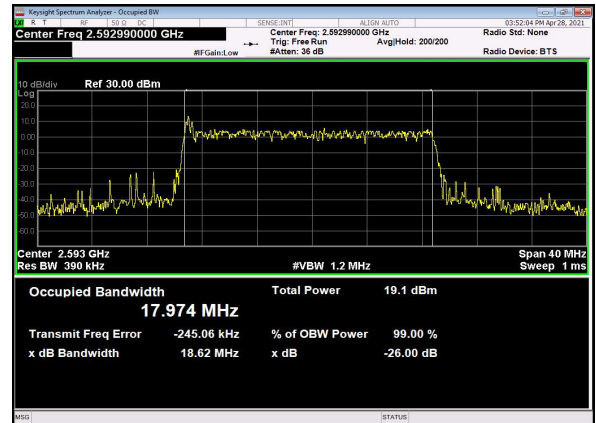 Keysight Spectrum Analyzer - Occupied BW
R T RF 50 Ω DC SENSE:INT ALIGN AUTO 03:52:04 PM Apr 28, 2021
Center Freq 2.592990000 GHz Center Freq: 2.592990000 GHz Radio Std: None
Trig: Free Run Avg|Hold: 200/200
#IFGain:Low #Atten: 36 dB Radio Device: BTS
10 dB/div Ref 30.00 dBm
Log
20.0
10.0
0.00
-10.0
-20.0
-30.0
-40.0
-50.0
-60.0
Center 2.593 GHz Span 40 MHz
Res BW 390 kHz #VBW 1.2 MHz Sweep 1 ms
Occupied Bandwidth Total Power 19.1 dBm
17.974 MHz
Transmit Freq Error -245.06 kHz % of OBW Power 99.00 %
x dB Bandwidth 18.62 MHz x dB -26.00 dB
MSG STATUS